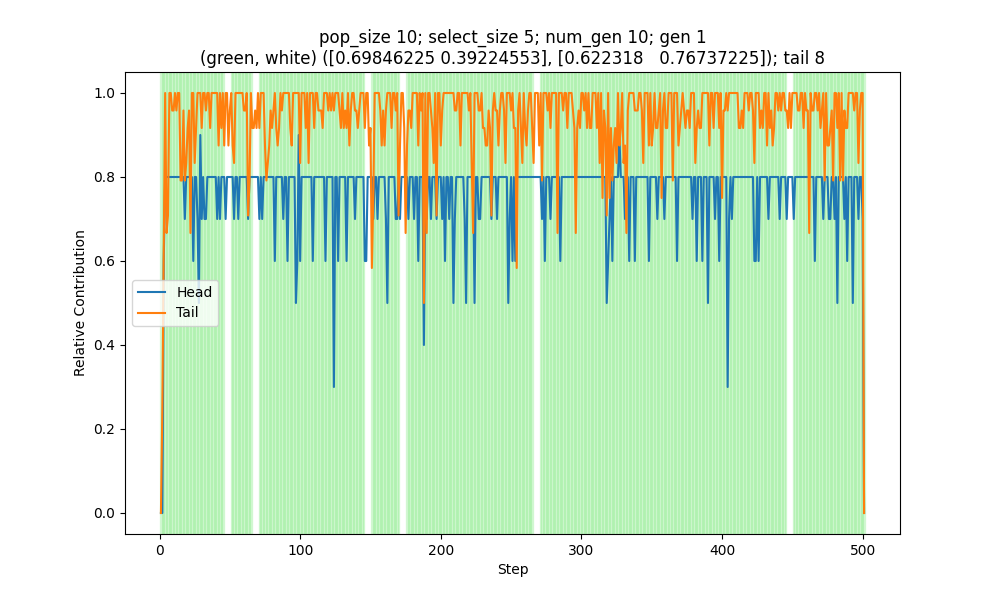 pop_size 10; select_size 5; num_gen 10; gen 1
(green, white) ([0.69846225 0.39224553], [0.622318   0.76737225]); tail 8
1.0
0.8
0.6
0.4
0.2
0.0
Relative Contribution
Head
Tail
0 100 200 300 400 500
Step